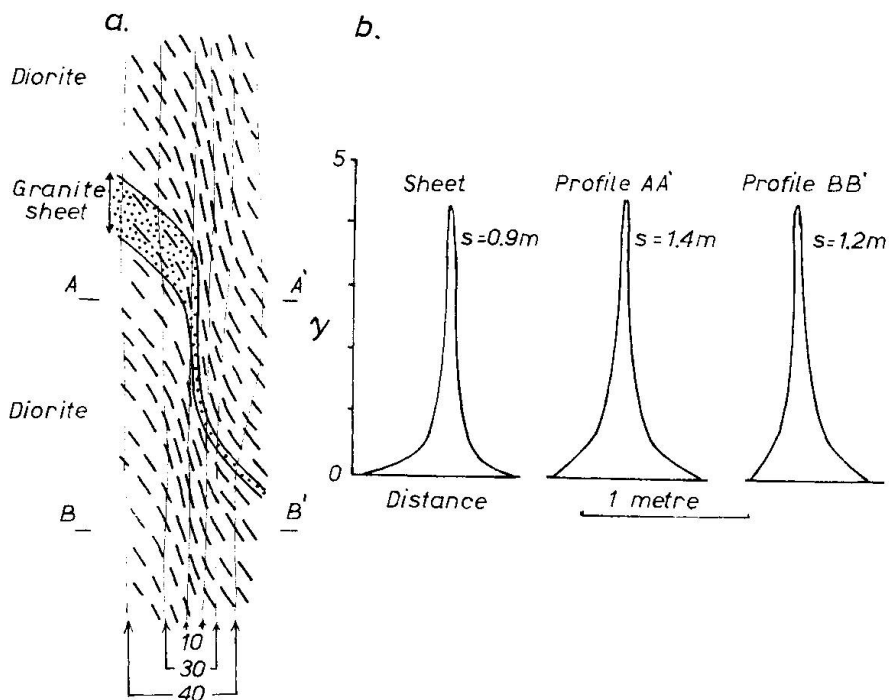 a.
Diorite
Granite
sheet
A
A'
Diorite
B
B'
10
30
40
b.
5
γ
0
Sheet
s=0.9m
Profile AA'
s=1.4m
Profile BB'
s=1.2m
Distance
1 metre